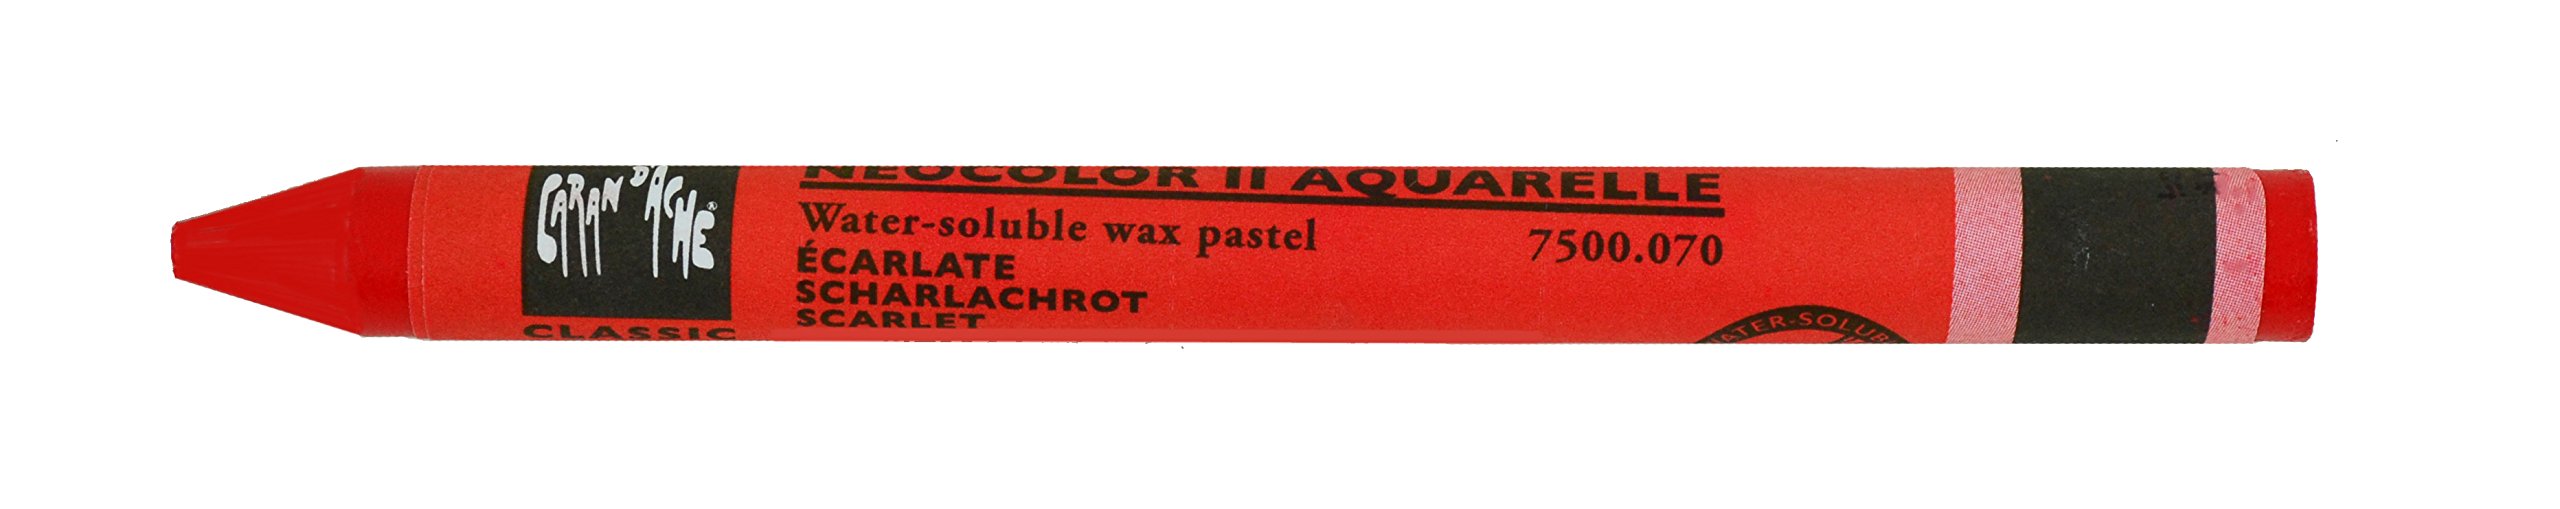 CARAN D'ACHE®
CLASSIC
NEOCOLOR II AQUARELLE
Water-soluble wax pastel 7500.070
ÉCARLATE
SCHARLACHROT
SCARLET
WATER-SOLUB